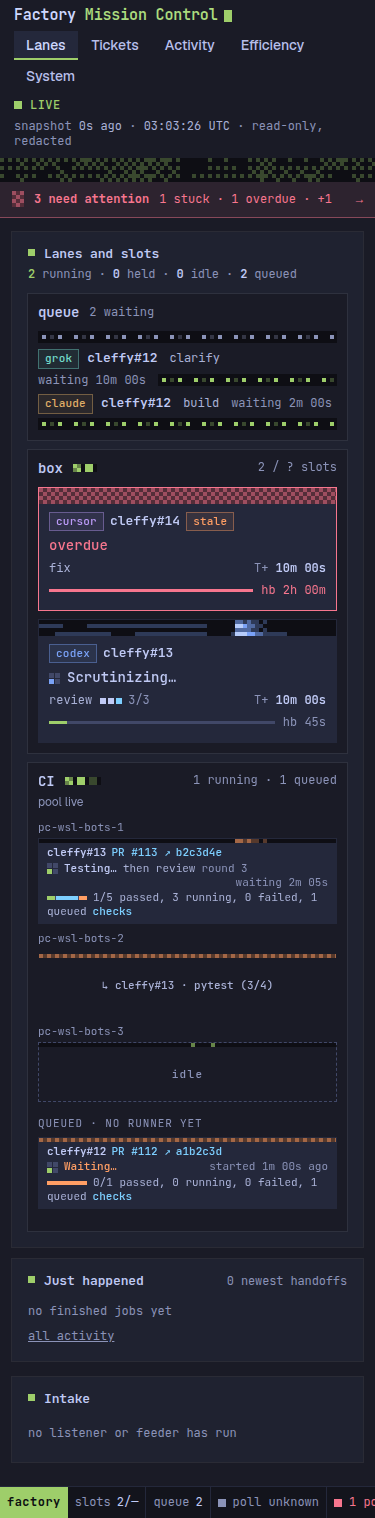 Factory Mission Control
Lanes Tickets Activity Efficiency
System
LIVE
snapshot 0s ago · 03:03:26 UTC · read-only,
redacted
3 need attention 1 stuck · 1 overdue · +1 →
Lanes and slots
2 running · 0 held · 0 idle · 2 queued
queue 2 waiting
grok cleffy#12 clarify
waiting 10m 00s
claude cleffy#12 build waiting 2m 00s
box 2 / ? slots
cursor cleffy#14 stale
overdue
fix T+ 10m 00s
hb 2h 00m
codex cleffy#13
Scrutinizing…
review 3/3 T+ 10m 00s
hb 45s
CI 1 running · 1 queued
pool live
pc-wsl-bots-1
cleffy#13 PR #113 ↗ b2c3d4e
Testing… then review round 3
waiting 2m 05s
1/5 passed, 3 running, 0 failed, 1
queued checks
pc-wsl-bots-2
↳ cleffy#13 · pytest (3/4)
pc-wsl-bots-3
idle
QUEUED · NO RUNNER YET
cleffy#12 PR #112 ↗ a1b2c3d
Waiting… started 1m 00s ago
0/1 passed, 0 running, 0 failed, 1
queued checks
Just happened 0 newest handoffs
no finished jobs yet
all activity
Intake
no listener or feeder has run
factory slots 2/— queue 2 poll unknown 1 po